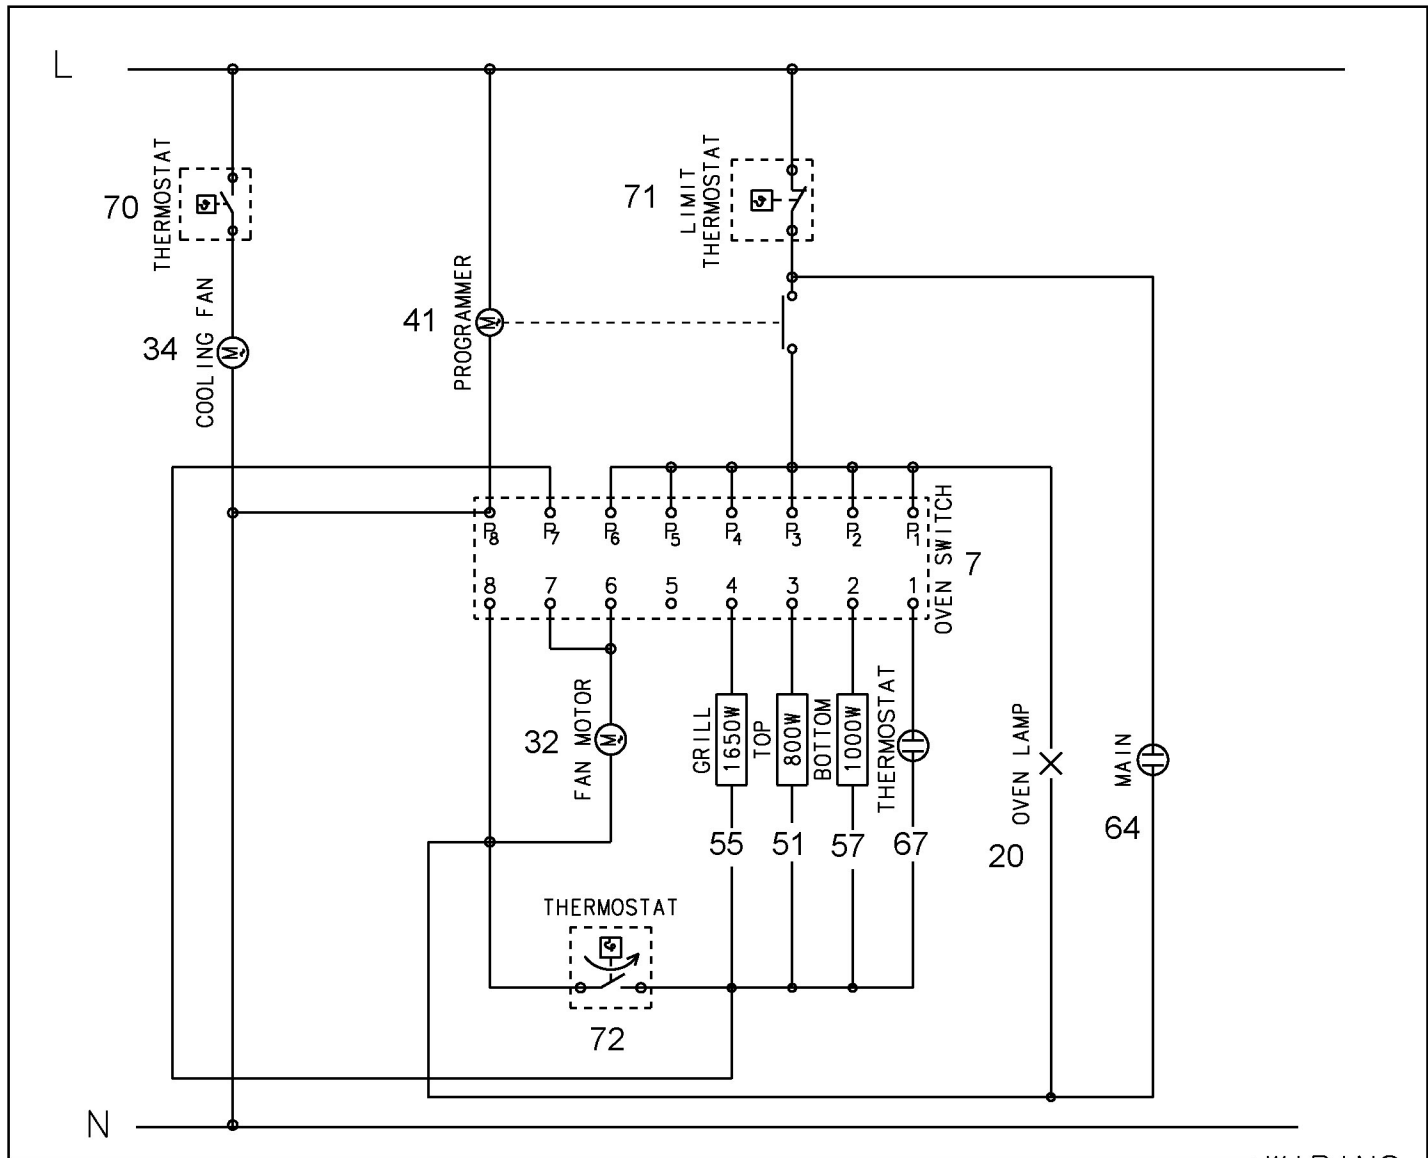 L
70
THERMOSTAT
71
LIMIT
THERMOSTAT
34
COOLING FAN
M
41
PROGRAMMER
M
P8
P7
P6
P5
P4
P3
P2
P1
OVEN SWITCH
7
8
7
6
5
4
3
2
1
32
FAN MOTOR
M
GRILL
1650W
TOP
800W
BOTTOM
1000W
THERMOSTAT
OVEN LAMP
MAIN
55
51
57
67
20
64
THERMOSTAT
72
N